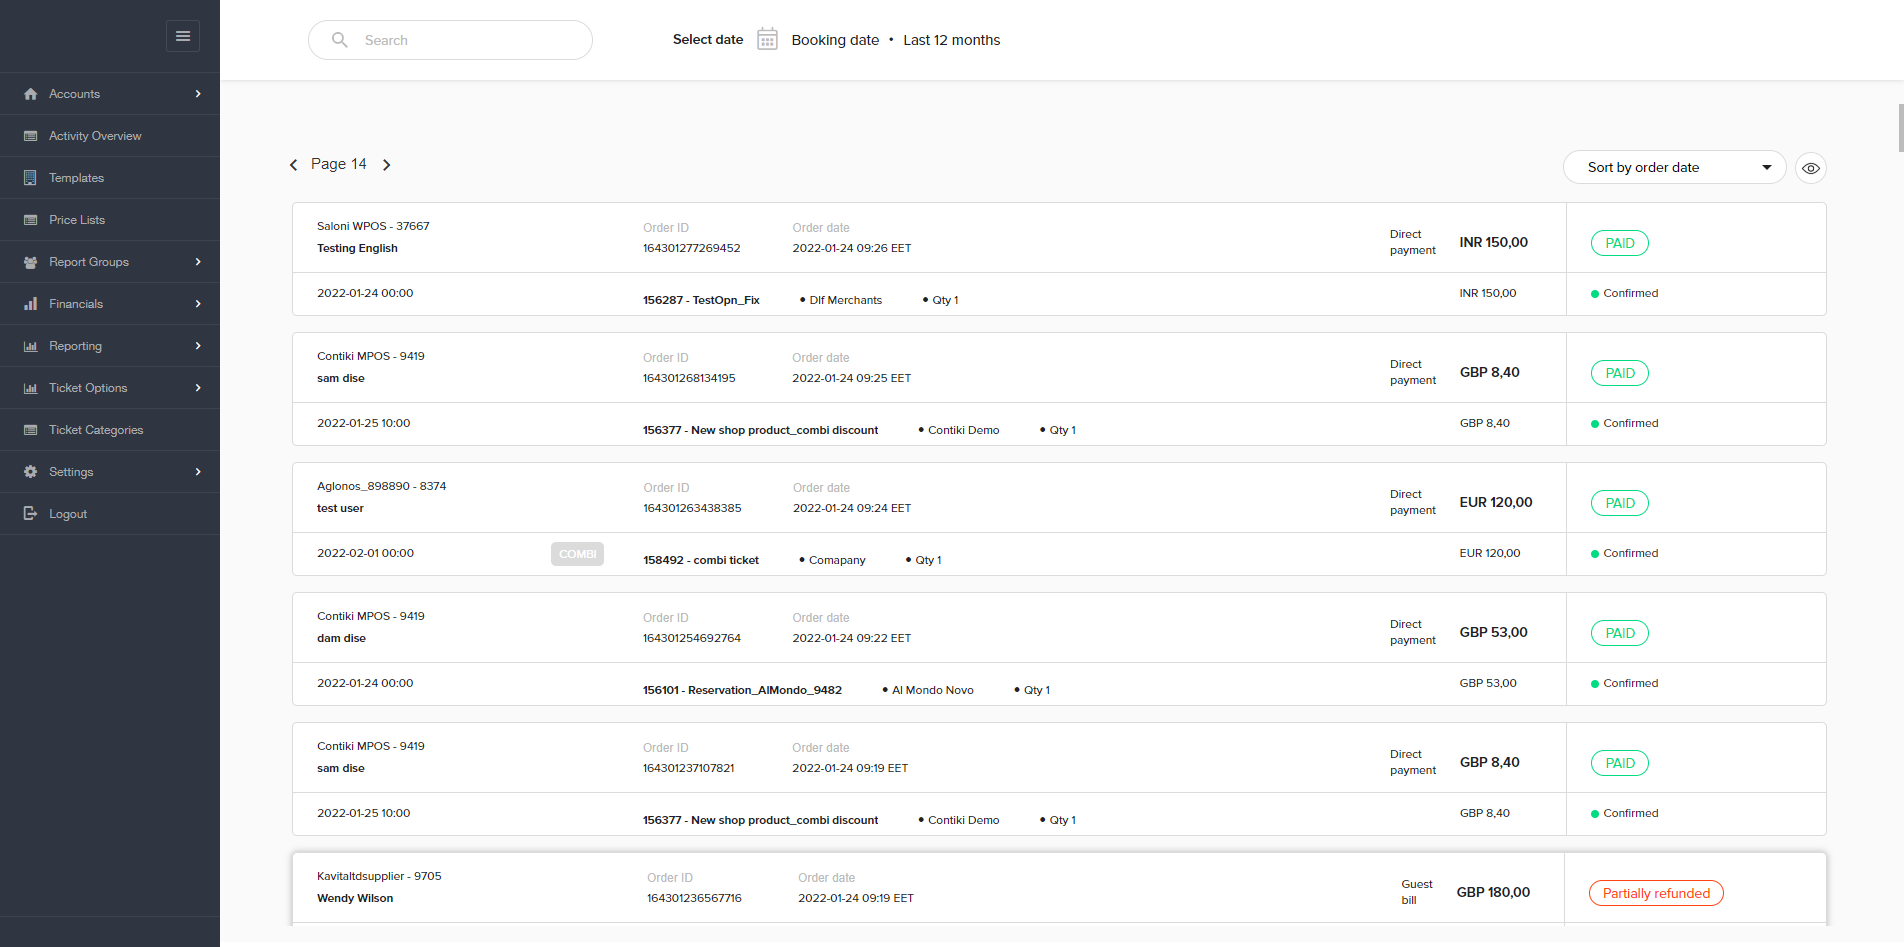 Search
Select date Booking date • Last 12 months
Accounts
Activity Overview
Templates
Price Lists
Report Groups
Financials
Reporting
Ticket Options
Ticket Categories
Settings
Logout
Page 14
Sort by order date
Saloni WPOS - 37667
Testing English
Order ID
164301277269452
Order date
2022-01-24 09:26 EET
Direct
payment
INR 150,00
PAID
2022-01-24 00:00
156287 - TestOpn_Fix • Dlf Merchants • Qty 1
INR 150,00
Confirmed
Contiki MPOS - 9419
sam dise
Order ID
164301268134195
Order date
2022-01-24 09:25 EET
Direct
payment
GBP 8,40
PAID
2022-01-25 10:00
156377 - New shop product_combi discount • Contiki Demo • Qty 1
GBP 8,40
Confirmed
Aglonos_898890 - 8374
test user
Order ID
164301263438385
Order date
2022-01-24 09:24 EET
Direct
payment
EUR 120,00
PAID
2022-02-01 00:00
COMBI
158492 - combi ticket • Comapany • Qty 1
EUR 120,00
Confirmed
Contiki MPOS - 9419
dam dise
Order ID
164301254692764
Order date
2022-01-24 09:22 EET
Direct
payment
GBP 53,00
PAID
2022-01-24 00:00
156101 - Reservation_AlMondo_9482 • Al Mondo Novo • Qty 1
GBP 53,00
Confirmed
Contiki MPOS - 9419
sam dise
Order ID
164301237107821
Order date
2022-01-24 09:19 EET
Direct
payment
GBP 8,40
PAID
2022-01-25 10:00
156377 - New shop product_combi discount • Contiki Demo • Qty 1
GBP 8,40
Confirmed
Kavitaltdsupplier - 9705
Wendy Wilson
Order ID
164301236567716
Order date
2022-01-24 09:19 EET
Guest
bill
GBP 180,00
Partially refunded